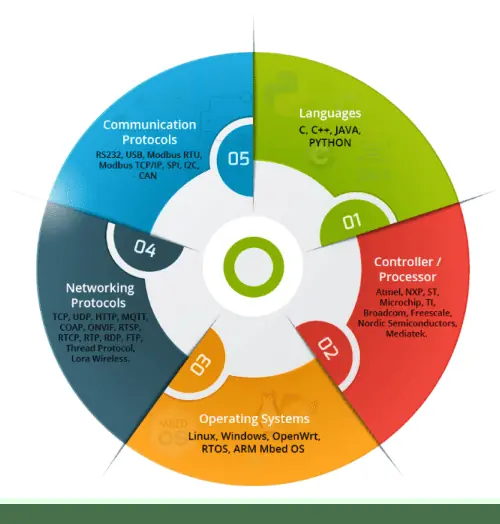 Languages
C, C++, JAVA,
PYTHON
01
Controller /
Processor
Atmel, NXP, ST,
Microchip, TI,
Broadcom, Freescale,
Nordic Semiconductors,
Mediatek.
02
Operating Systems
Linux, Windows, OpenWrt,
RTOS, ARM Mbed OS
03
MBED
OS
Networking
Protocols
TCP, UDP, HTTP, MQTT,
COAP, ONVIF, RTSP,
RTCP, RTP, RDP, FTP,
Thread Protocol,
Lora Wireless.
04
Communication
Protocols
RS232, USB, Modbus RTU,
Modbus TCP/IP, SPI, I2C,
CAN
05